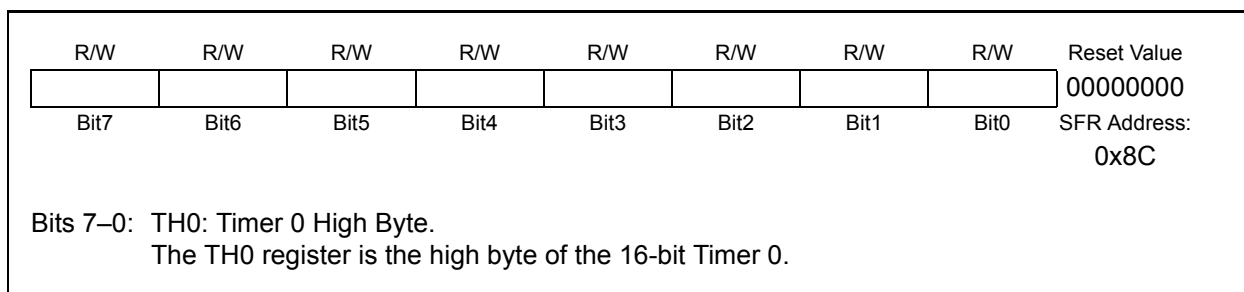 R/W R/W R/W R/W R/W R/W R/W R/W Reset Value
00000000
Bit7 Bit6 Bit5 Bit4 Bit3 Bit2 Bit1 Bit0 SFR Address:
0x8C
Bits 7–0: TH0: Timer 0 High Byte.
The TH0 register is the high byte of the 16-bit Timer 0.